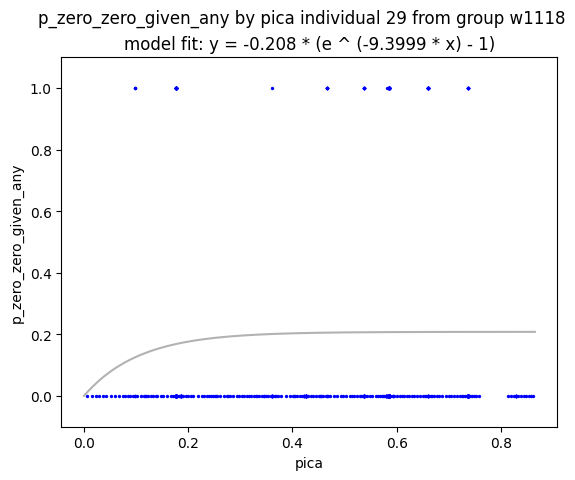 p_zero_zero_given_any by pica individual 29 from group w1118
model fit: y = -0.208 * (e ^ (-9.3999 * x) - 1)
1.0
0.8
0.6
0.4
0.2
0.0
p_zero_zero_given_any
0.0 0.2 0.4 0.6 0.8
pica